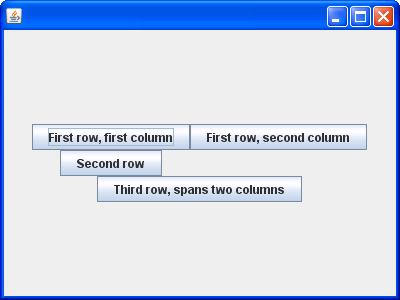 First row, first column
First row, second column
Second row
Third row, spans two columns